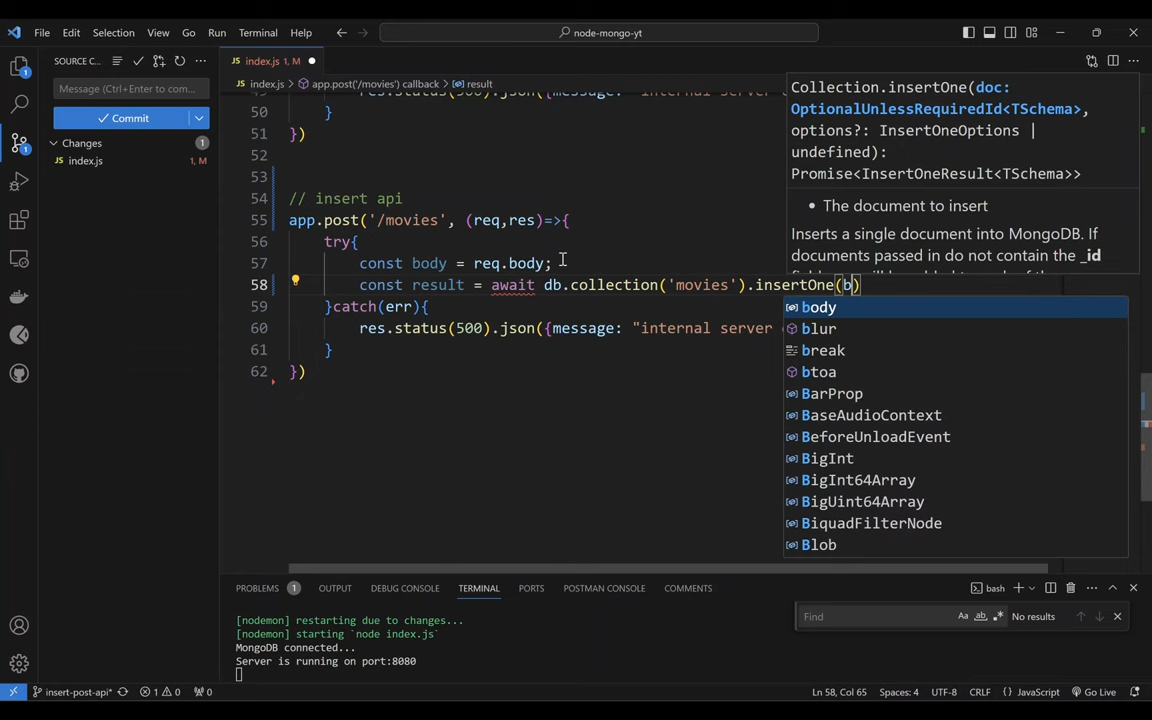 File Edit Selection View Go Run Terminal Help
node-mongo-yt
SOURCE C...
index.js 1, M
Message (Ctrl+Enter to com...
Commit
Changes 1
index.js 1, M
1
1
index.js > app.post('/movies') callback > result
50 }
51 })
52
53
54 // insert api
55 app.post('/movies', (req,res)=>{
56 try{
57 const body = req.body;
58 const result = await db.collection('movies').insertOne(b)
59 }catch(err){
60 res.status(500).json({message: "internal server
61 }
62 })
Collection.insertOne(doc:
OptionalUnlessRequiredId<TSchema>,
options?: InsertOneOptions |
undefined):
Promise<InsertOneResult<TSchema>>
• The document to insert
Inserts a single document into MongoDB. If
documents passed in do not contain the _id
body
blur
break
btoa
BarProp
BaseAudioContext
BeforeUnloadEvent
BigInt
BigInt64Array
BigUint64Array
BiquadFilterNode
Blob
PROBLEMS 1 OUTPUT DEBUG CONSOLE TERMINAL PORTS POSTMAN CONSOLE COMMENTS
bash
Find
Aa ab No results
[nodemon] restarting due to changes...
[nodemon] starting `node index.js`
MongoDB connected...
Server is running on port:8080
insert-post-api* 1 0 0
Ln 58, Col 65 Spaces: 4 UTF-8 CRLF JavaScript Go Live